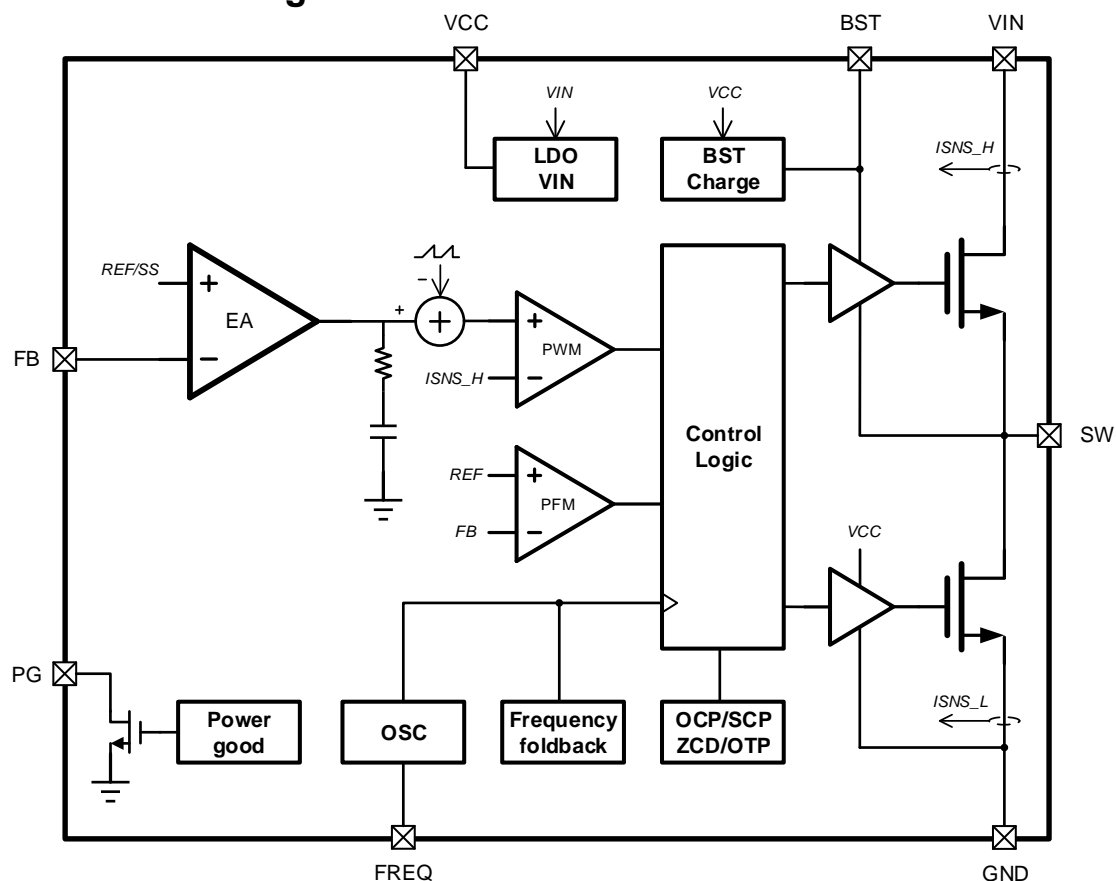 g
VCC
BST
VIN
VIN
VCC
LDO
VIN
BST
Charge
ISNS_H
REF/SS
+
EA
−
FB
−
+
+
+
PWM
ISNS_H
−
Control
Logic
SW
REF
+
PFM
FB
−
VCC
PG
Power
good
OSC
Frequency
foldback
OCP/SCP
ZCD/OTP
ISNS_L
FREQ
GND